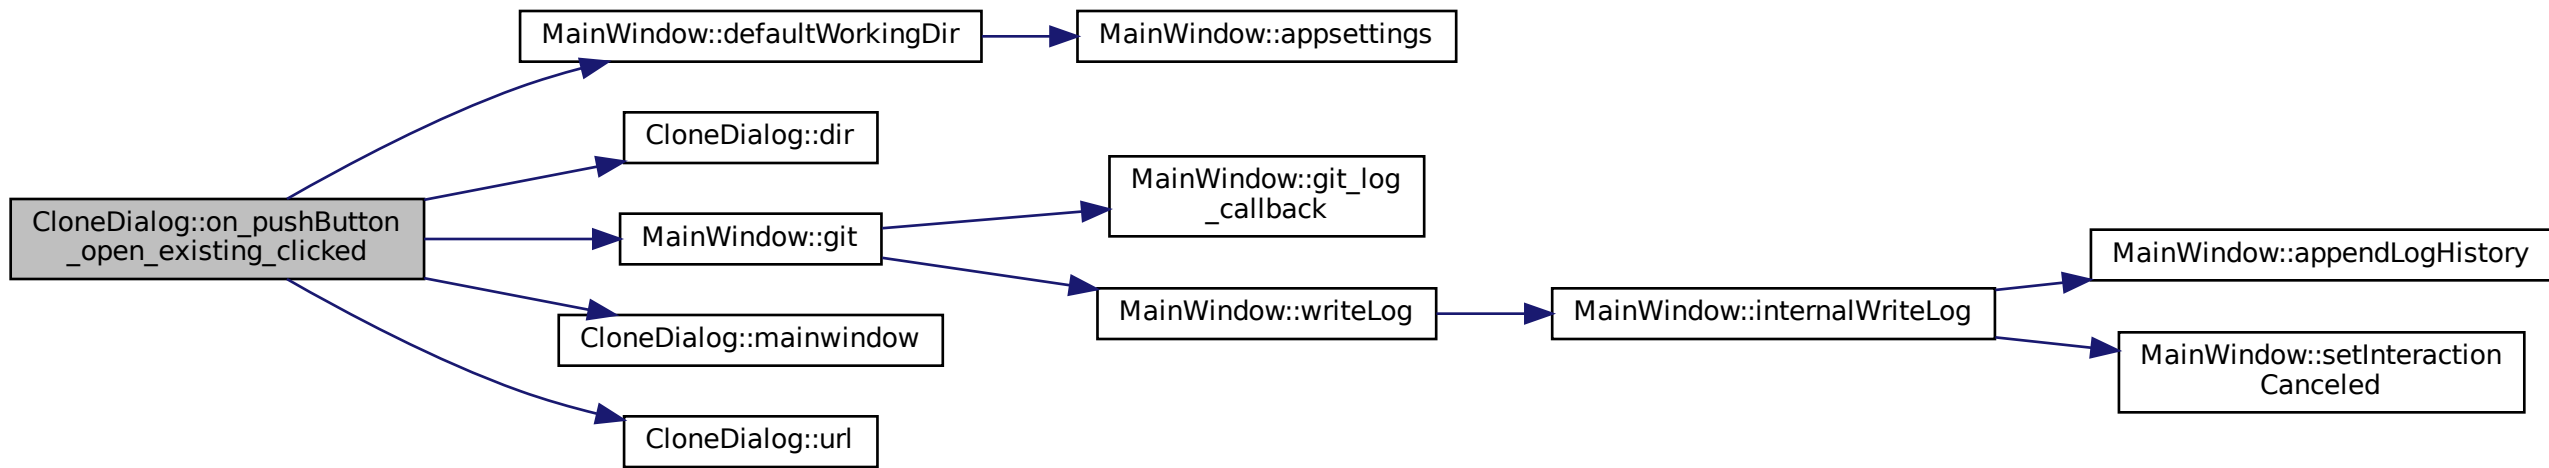 CloneDialog::on_pushButton
_open_existing_clicked
MainWindow::defaultWorkingDir
MainWindow::appsettings
CloneDialog::dir
MainWindow::git
MainWindow::git_log
_callback
MainWindow::writeLog
MainWindow::internalWriteLog
MainWindow::appendLogHistory
MainWindow::setInteraction
Canceled
CloneDialog::mainwindow
CloneDialog::url